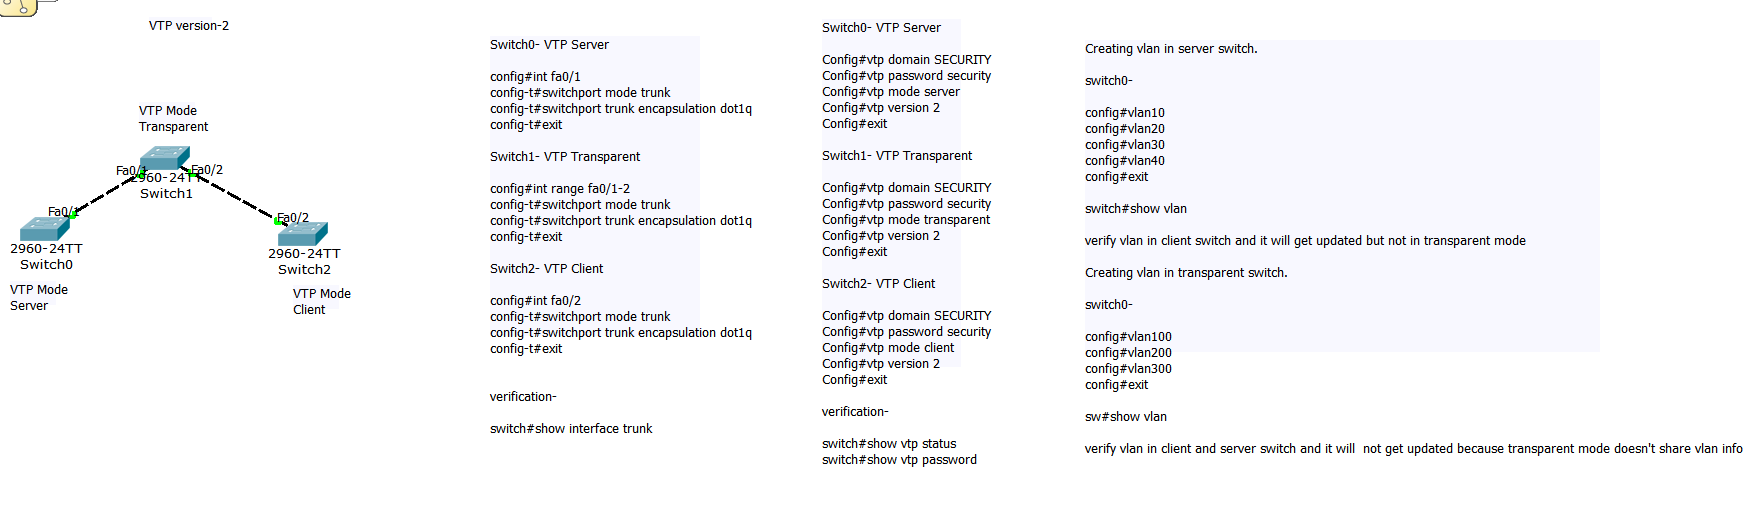 VTP version-2
VTP Mode
Transparent
Fa0/1
Fa0/2
2960-24TT
Switch1
Fa0/1
2960-24TT
Switch0
VTP Mode
Server
Fa0/2
2960-24TT
Switch2
VTP Mode
Client
Switch0- VTP Server
config#int fa0/1
config-t#switchport mode trunk
config-t#switchport trunk encapsulation dot1q
config-t#exit
Switch1- VTP Transparent
config#int range fa0/1-2
config-t#switchport mode trunk
config-t#switchport trunk encapsulation dot1q
config-t#exit
Switch2- VTP Client
config#int fa0/2
config-t#switchport mode trunk
config-t#switchport trunk encapsulation dot1q
config-t#exit
verification-
switch#show interface trunk
Switch0- VTP Server
Config#vtp domain SECURITY
Config#vtp password security
Config#vtp mode server
Config#vtp version 2
Config#exit
Switch1- VTP Transparent
Config#vtp domain SECURITY
Config#vtp password security
Config#vtp mode transparent
Config#vtp version 2
Config#exit
Switch2- VTP Client
Config#vtp domain SECURITY
Config#vtp password security
Config#vtp mode client
Config#vtp version 2
Config#exit
verification-
switch#show vtp status
switch#show vtp password
Creating vlan in server switch.
switch0-
config#vlan10
config#vlan20
config#vlan30
config#vlan40
config#exit
switch#show vlan
verify vlan in client switch and it will get updated but not in transparent mode
Creating vlan in transparent switch.
switch0-
config#vlan100
config#vlan200
config#vlan300
config#exit
sw#show vlan
verify vlan in client and server switch and it will  not get updated because transparent mode doesn't share vlan info